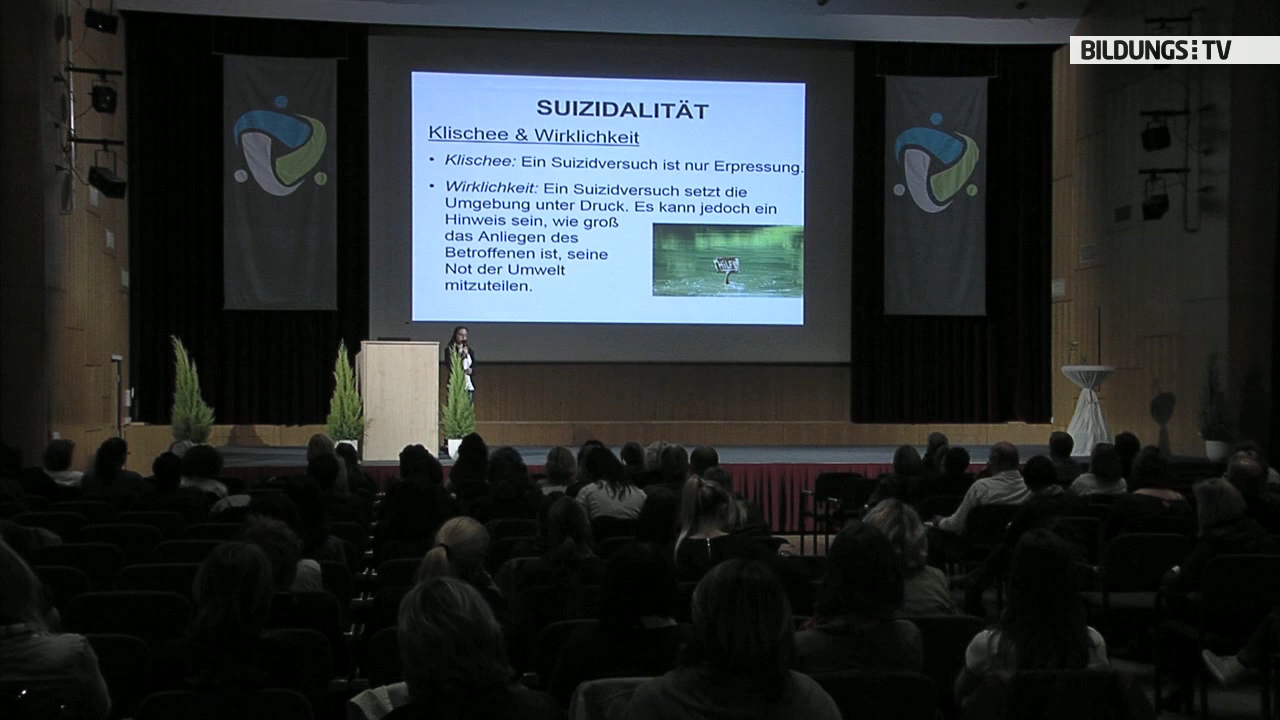 BILDUNGS TV
SUIZIDALITÄT
Klischee & Wirklichkeit
• Klischee: Ein Suizidversuch ist nur Erpressung.
• Wirklichkeit: Ein Suizidversuch setzt die
Umgebung unter Druck. Es kann jedoch ein
Hinweis sein, wie groß
das Anliegen des
Betroffenen ist, seine
Not der Umwelt
mitzuteilen.